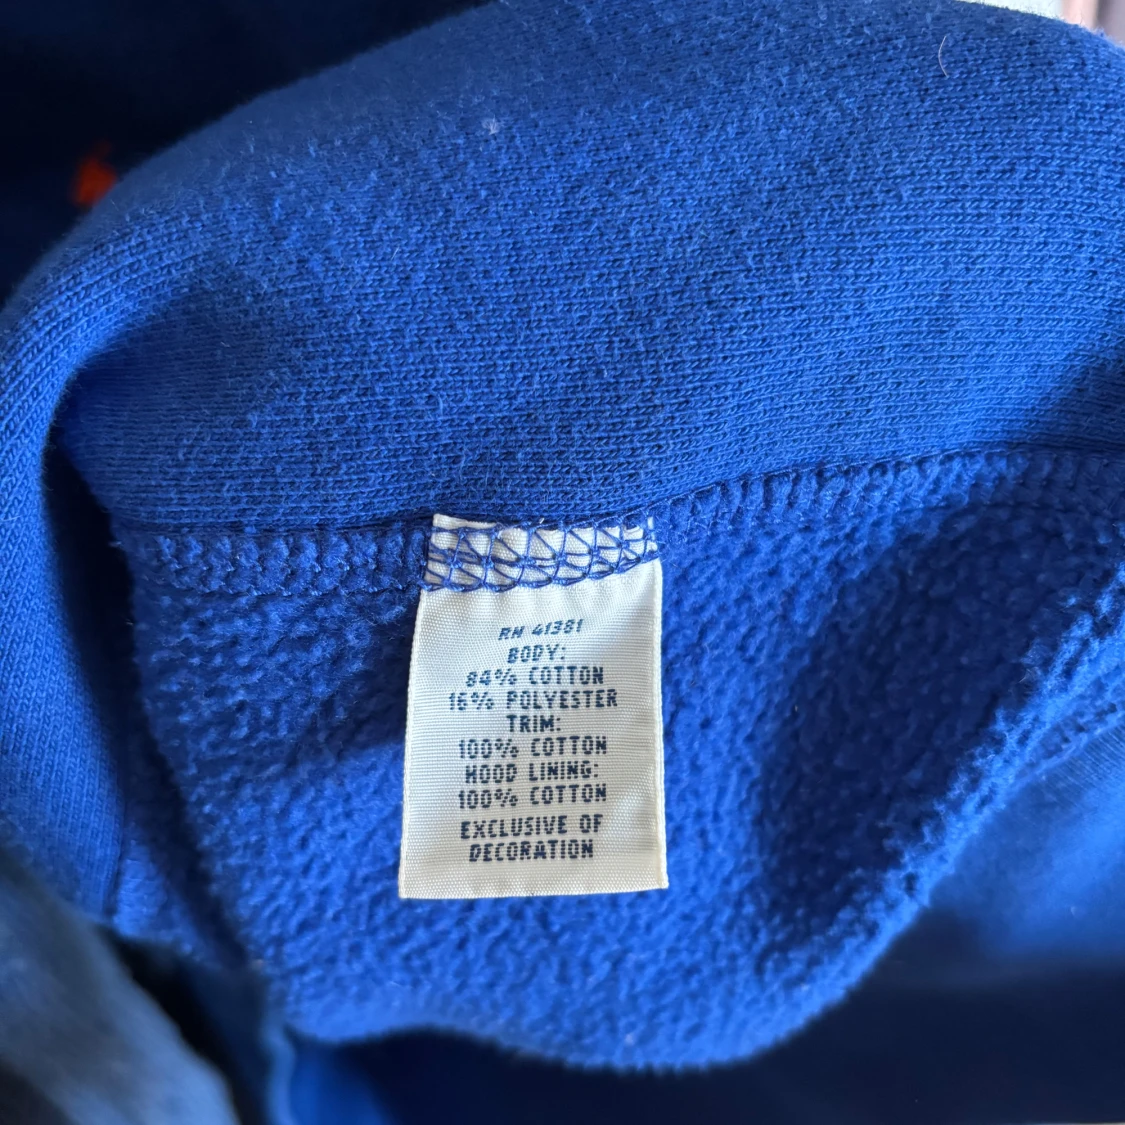 RN 41381
BODY:
84% COTTON
16% POLYESTER
TRIM:
100% COTTON
HOOD LINING:
100% COTTON
EXCLUSIVE OF
DECORATION